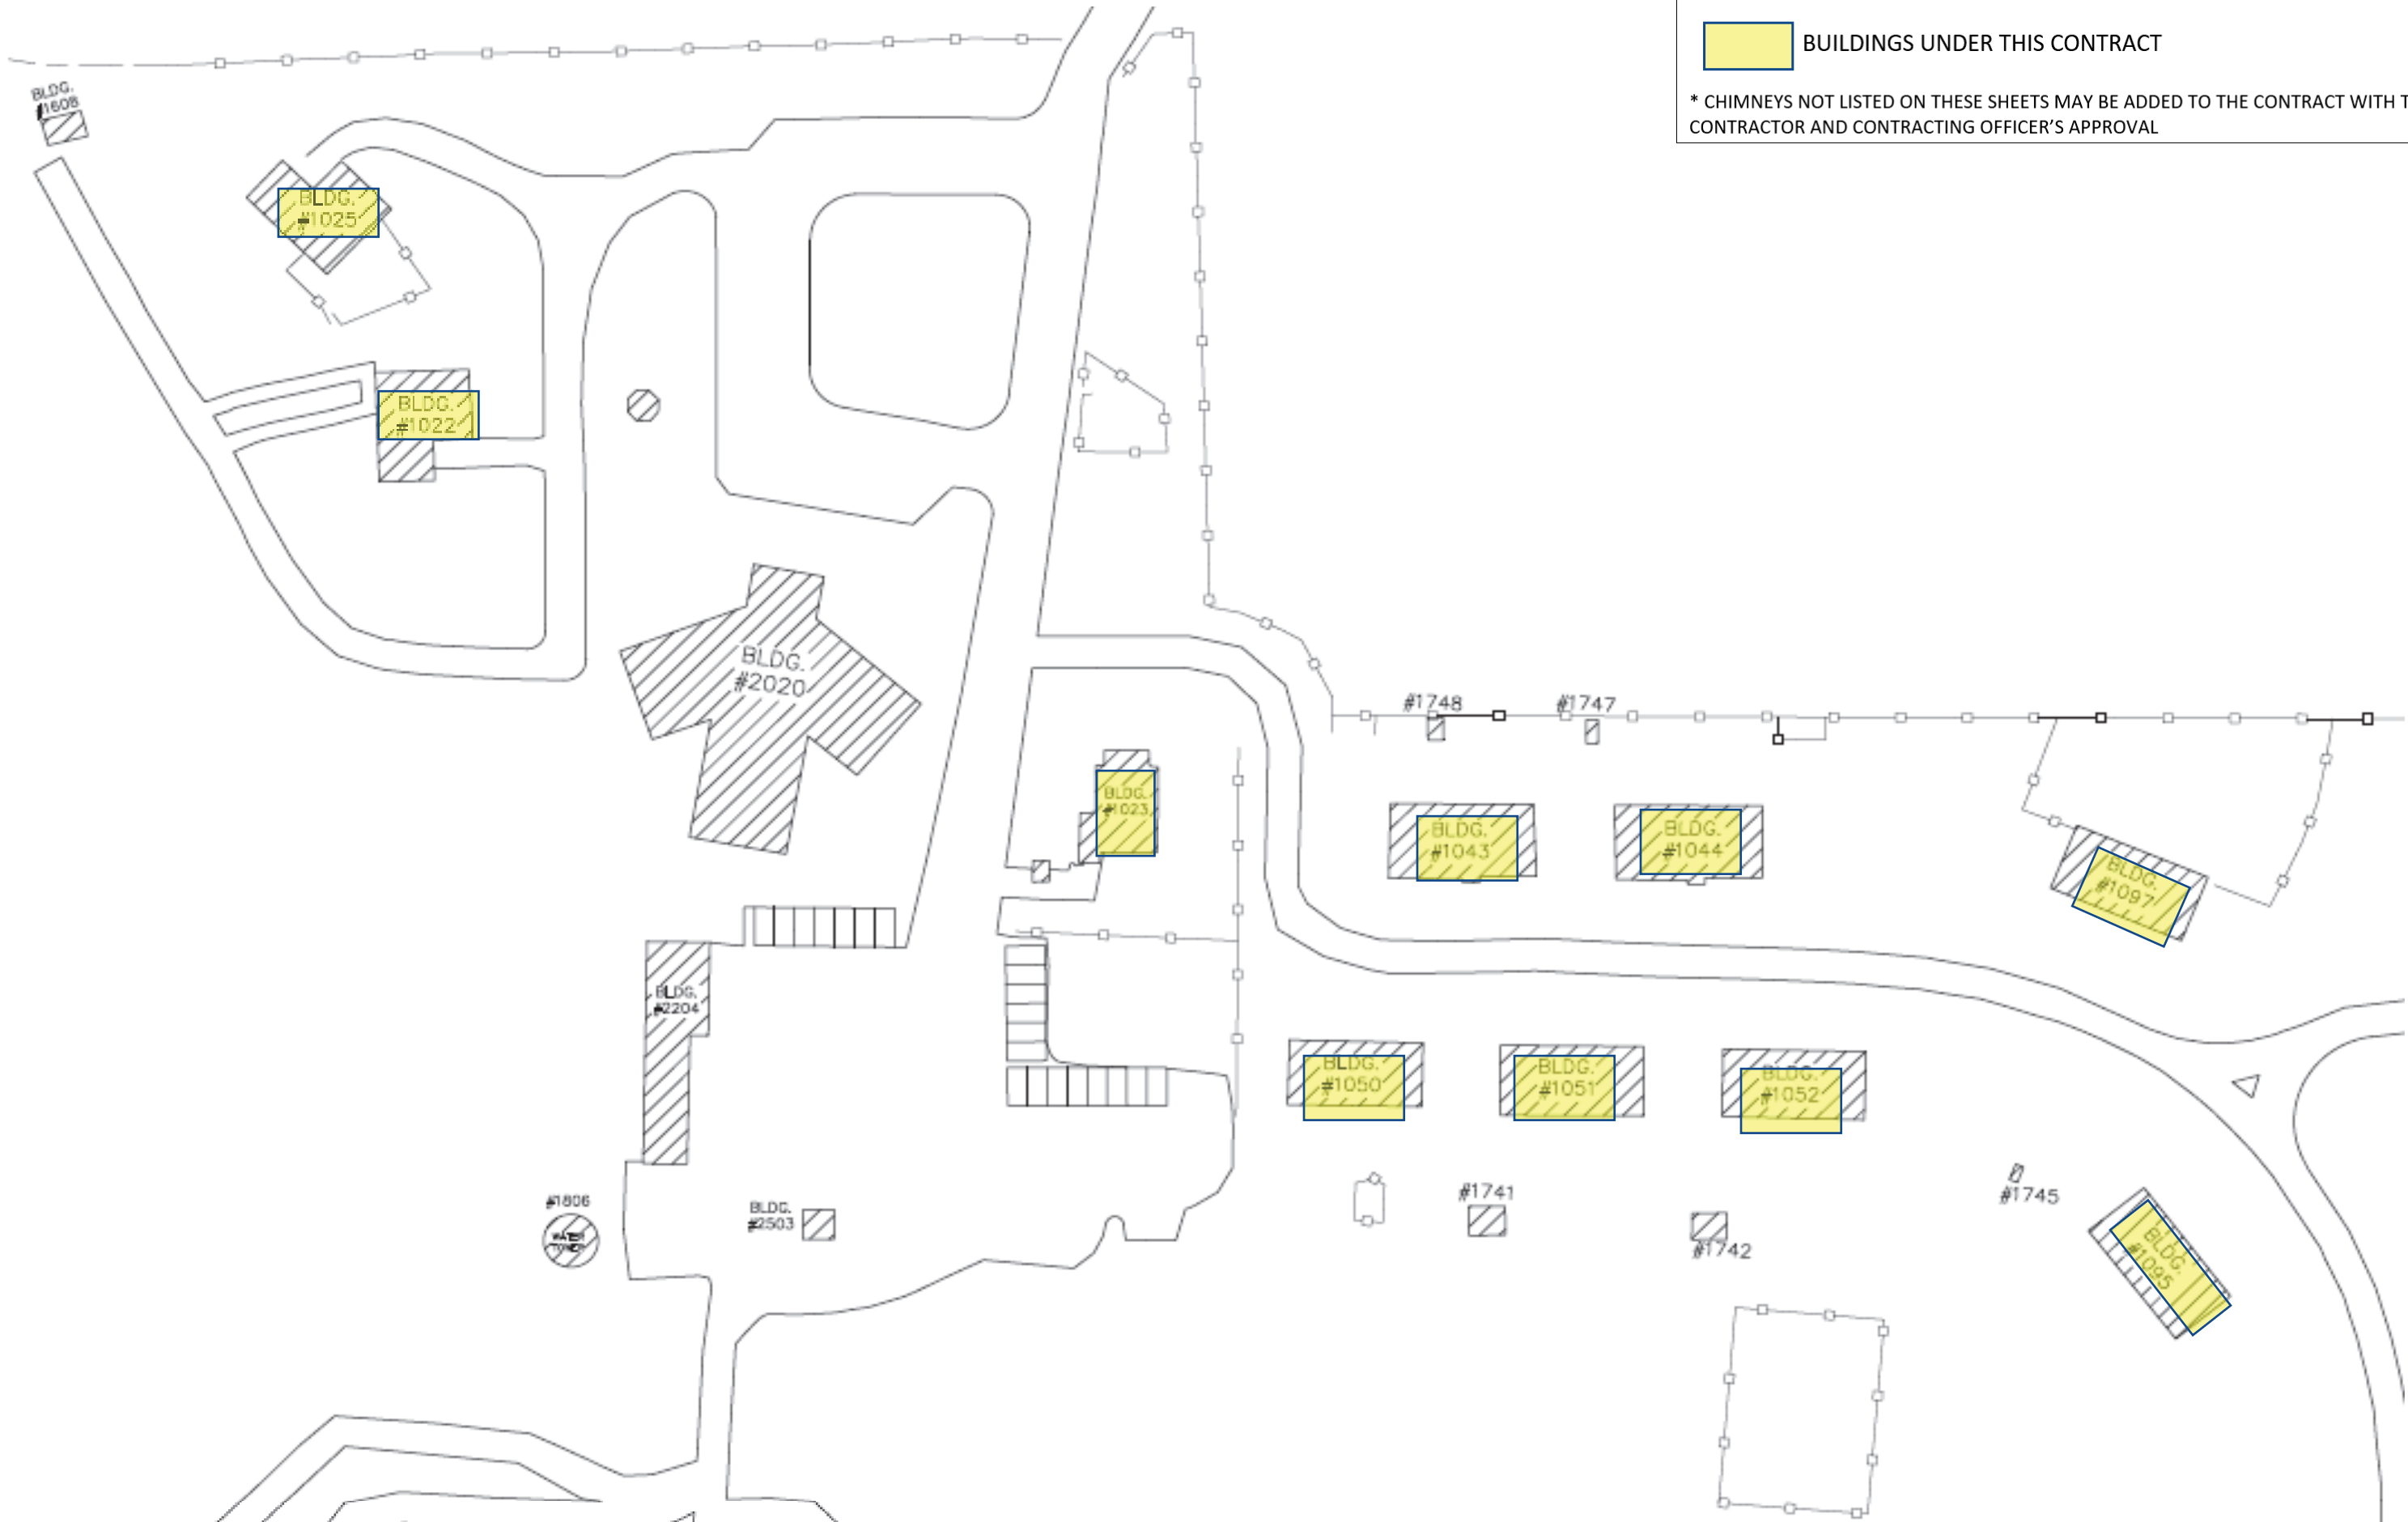 BUILDINGS UNDER THIS CONTRACT
* CHIMNEYS NOT LISTED ON THESE SHEETS MAY BE ADDED TO THE CONTRACT WITH
CONTRACTOR AND CONTRACTING OFFICER’S APPROVAL
BLDG.
#1608
BLDG.
#1025
BLDG.
#1022
BLDG.
#2020
#1748
#1747
BLDG.
#1023
BLDG.
#1043
BLDG.
#1044
BLDG.
#1097
BLDG.
#2204
BLDG.
#1050
BLDG.
#1051
BLDG.
#1052
#1806
WATER
TOWER
BLDG.
#2503
#1741
#1742
#1745
BLDG.
#1095